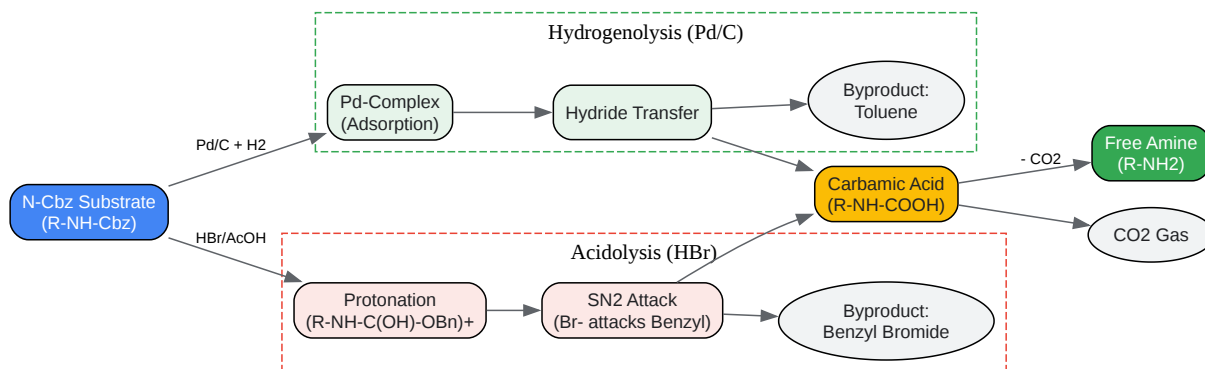 Hydrogenolysis (Pd/C)
Pd-Complex
(Adsorption)
Hydride Transfer
Byproduct:
Toluene
Pd/C + H2
N-Cbz Substrate
(R-NH-Cbz)
HBr/AcOH
Carbamic Acid
(R-NH-COOH)
- CO2
Free Amine
(R-NH2)
CO2 Gas
Acidolysis (HBr)
Protonation
(R-NH-C(OH)-OBn)+
SN2 Attack
(Br- attacks Benzyl)
Byproduct:
Benzyl Bromide